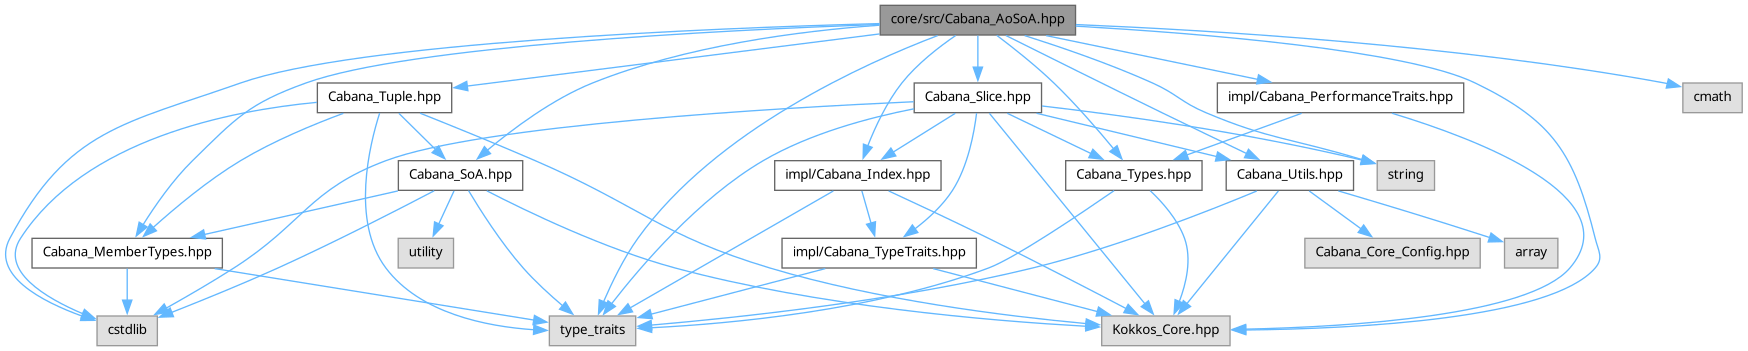 core/src/Cabana_AoSoA.hpp
Cabana_Tuple.hpp
Cabana_Slice.hpp
impl/Cabana_PerformanceTraits.hpp
cmath
Cabana_SoA.hpp
impl/Cabana_Index.hpp
Cabana_Types.hpp
Cabana_Utils.hpp
string
Cabana_MemberTypes.hpp
utility
impl/Cabana_TypeTraits.hpp
Cabana_Core_Config.hpp
array
cstdlib
type_traits
Kokkos_Core.hpp